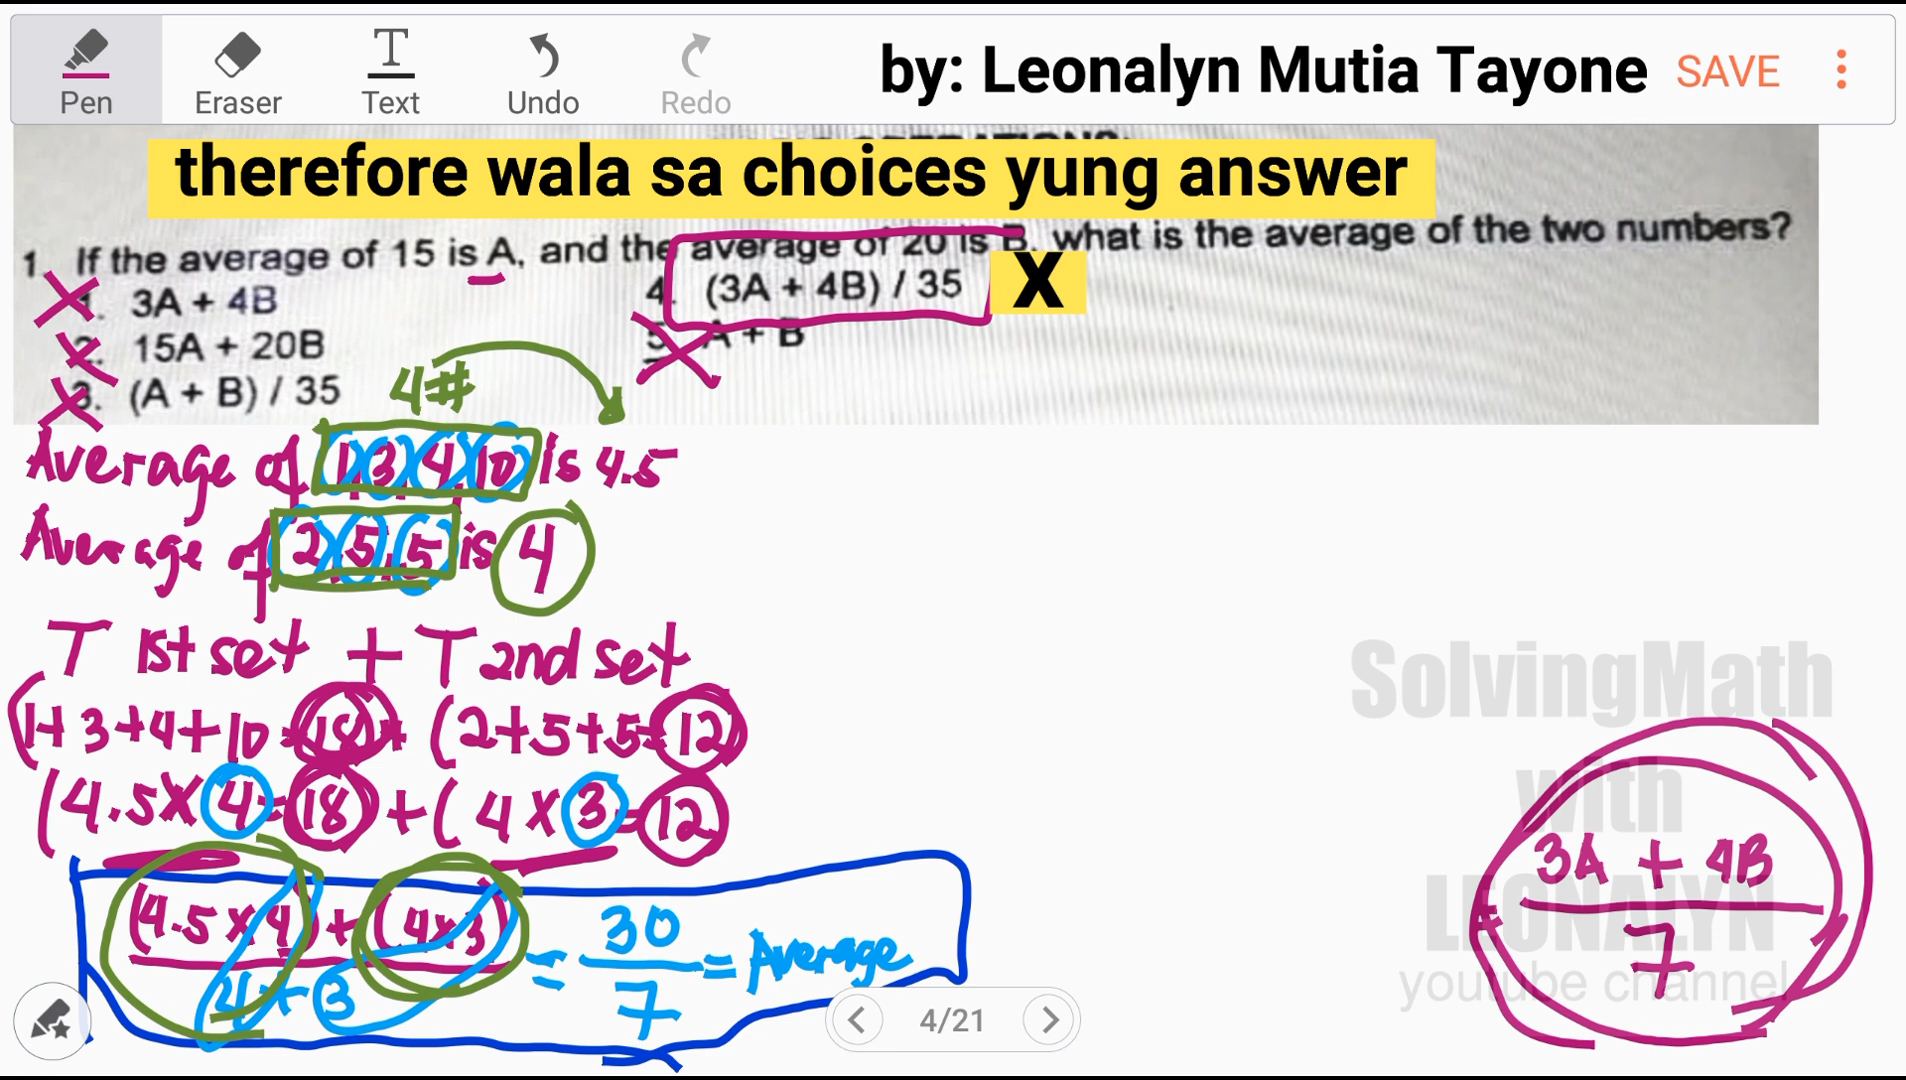 Pen Eraser Text Undo Redo by: Leonalyn Mutia Tayone SAVE
therefore wala sa choices yung answer
1. If the average of 15 is A, and the average of 20 is B, what is the average of the two numbers?
1. 3A + 4B
2. 15A + 20B
3. (A + B) / 35
4. (3A + 4B) / 35 X
5. A + B
4#
Average of 1,3,4,10 is 4.5
Average of 2,5,5 is 4
T 1st set + T 2nd set
(1+3+4+10=18)+(2+5+5=12)
(4.5x4=18)+(4x3=12)
(4.5x4)+(4x3)
4+3
= 30
7
= Average
4/21
SolvingMath
with
LEONALYN
youtube channel
3A + 4B
7